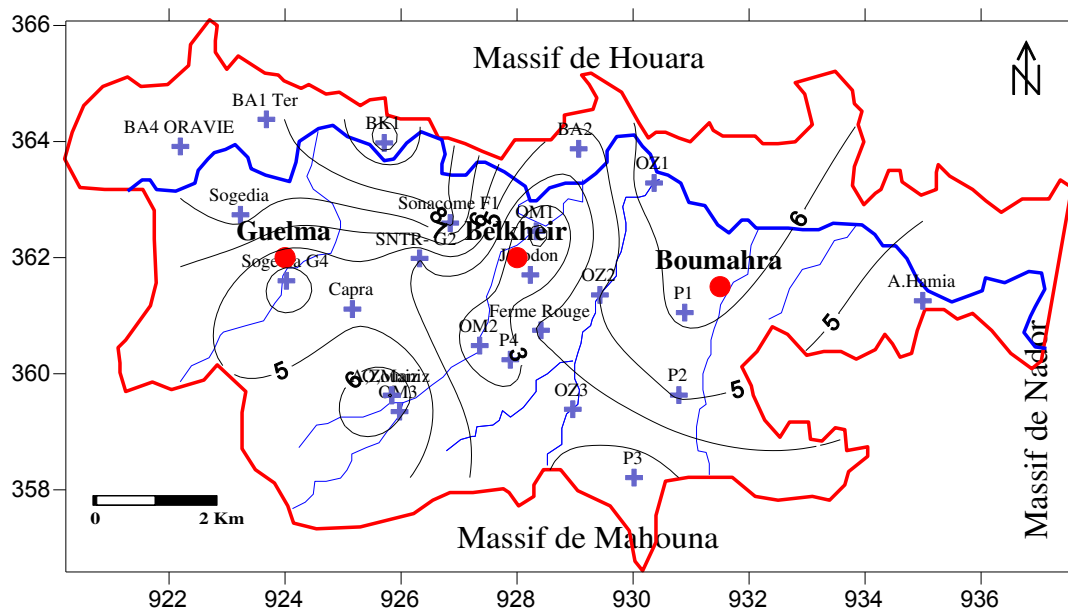 366
364
362
360
358
Massif de Houara
N
BA1 Ter
BA4 ORAVIE
BK1
BA2
OZ1
Sogedia
Sonacome F1
OM1
8
7
6
5
Guelma
SNTR- G2
Belkheir
6
Sogedia G4
Boumahra
Capra
OZ2
P1
A.Hamia
Ferme Rouge
5
OM2
P4
3
5
6
OM3
P2
5
OZ3
P3
0
2 Km
Massif de Mahouna
Massif de Nador
922
924
926
928
930
932
934
936